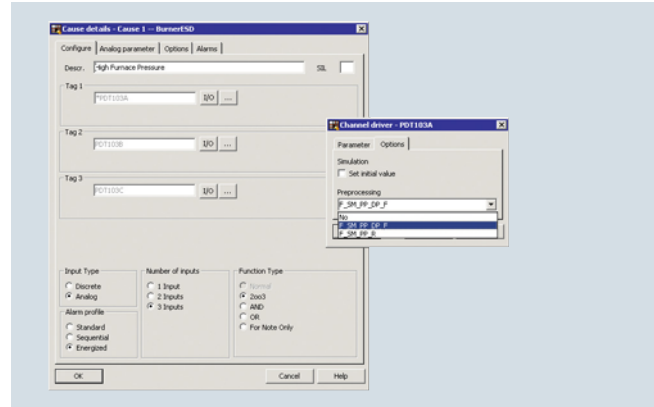 Cause details - Cause 1 -- BurnerESD
Configure Analog parameter Options Alarms
Descr. High Furnace Pressure SIL
Tag 1
*PDT103A I/O ...
Tag 2
PDT103B I/O ...
Tag 3
PDT103C I/O ...
Input Type
Discrete
Analog
Alarm profile
Standard
Sequential
Energized
Number of inputs
1 Input
2 Inputs
3 Inputs
Function Type
Normal
2oo3
AND
OR
For Note Only
OK Cancel Help
Channel driver - PDT103A
Parameter Options
Simulation
Set initial value
Preprocessing
F_SM_PP_DP_F
No
F_SM_PP_DP_F
F_SM_PP_R